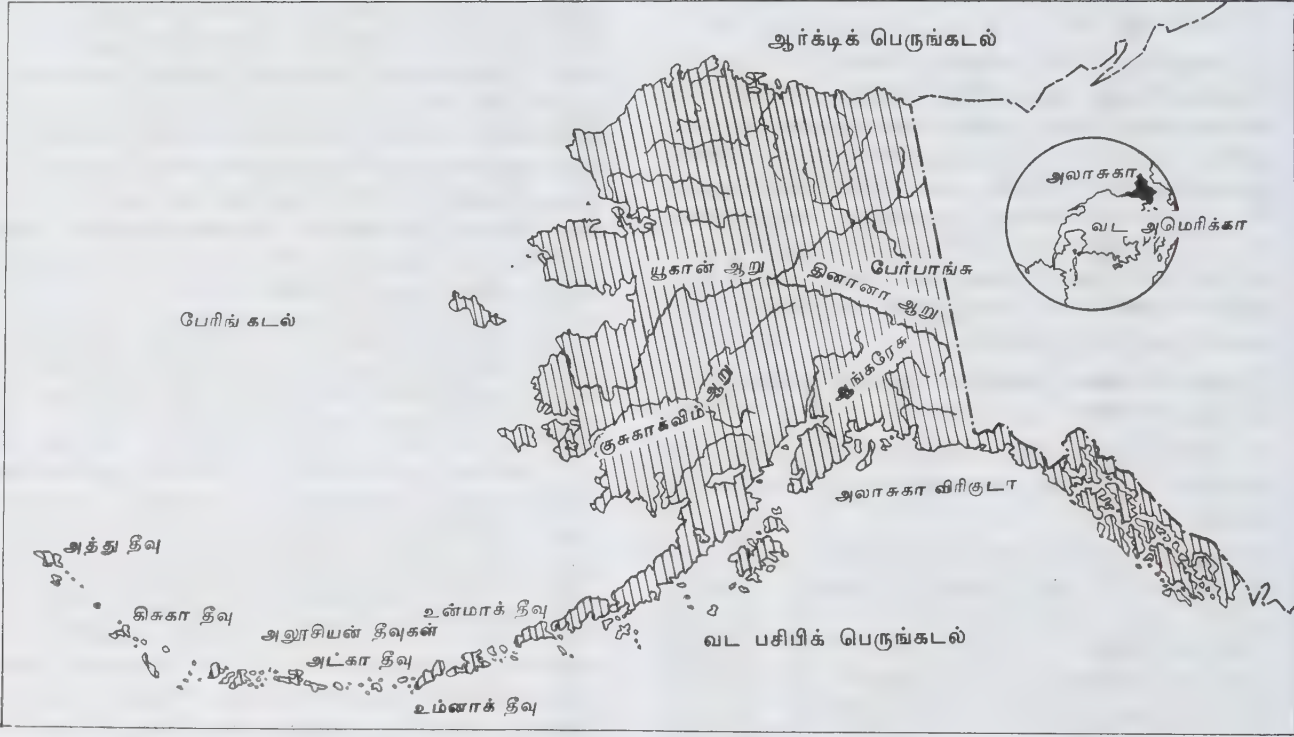 ஆர்க்டிக் பெருங்கடல்
அலாசுகா
வட அமெரிக்கா
யூகான் ஆறு
பேர்பாங்சு
தினானா ஆறு
பேரிங் கடல்
ஆங்கரேசு
குசுகாக்விம் ஆறு
அலாசுகா விரிகுடா
அத்து தீவு
கிசுகா தீவு
உன்மாக் தீவு
அலூசியன் தீவுகள்
வட பசிபிக் பெருங்கடல்
அட்கா தீவு
உம்னாக் தீவு